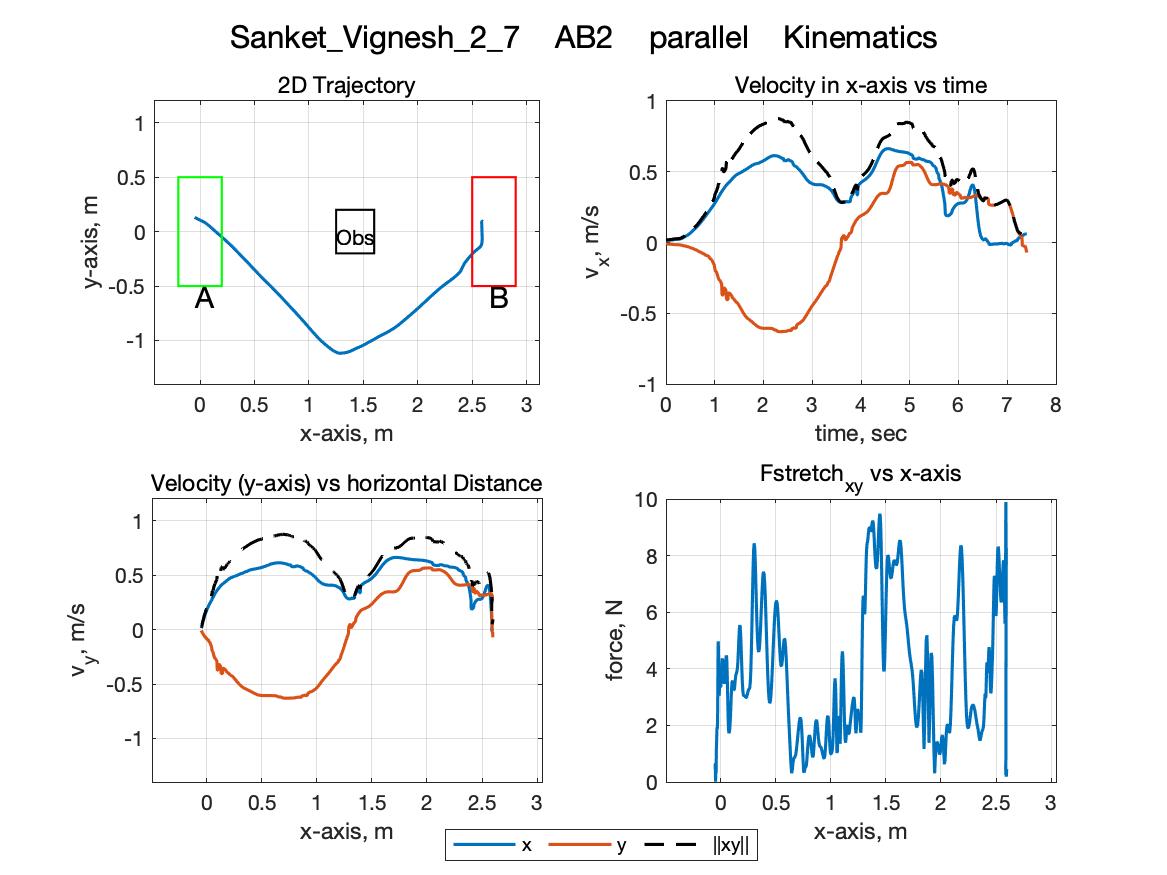 Sanket_Vignesh_2_7 AB2 parallel Kinematics
2D Trajectory
1
0.5
0
-0.5
-1
y-axis, m
Obs
A
B
0 0.5 1 1.5 2 2.5 3
x-axis, m
Velocity in x-axis vs time
1
0.5
0
-0.5
-1
v_x, m/s
0 1 2 3 4 5 6 7 8
time, sec
Velocity (y-axis) vs horizontal Distance
1
0.5
0
-0.5
-1
v_y, m/s
0 0.5 1 1.5 2 2.5 3
x-axis, m
Fstretch_xy vs x-axis
10
8
6
4
2
0
force, N
0 0.5 1 1.5 2 2.5 3
x-axis, m
x y ||xy||